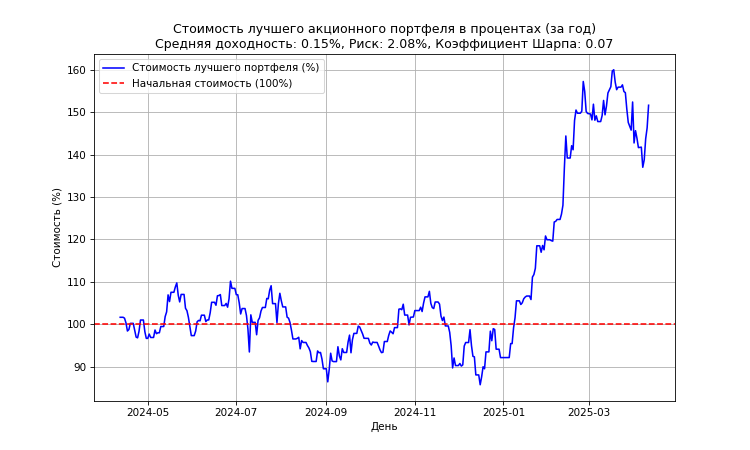 Стоимость лучшего акционного портфеля в процентах (за год)
Средняя доходность: 0.15%, Риск: 2.08%, Коэффициент Шарпа: 0.07
Стоимость лучшего портфеля (%)
Начальная стоимость (100%)
Стоимость (%)
160
150
140
130
120
110
100
90
2024-05
2024-07
2024-09
2024-11
2025-01
2025-03
День